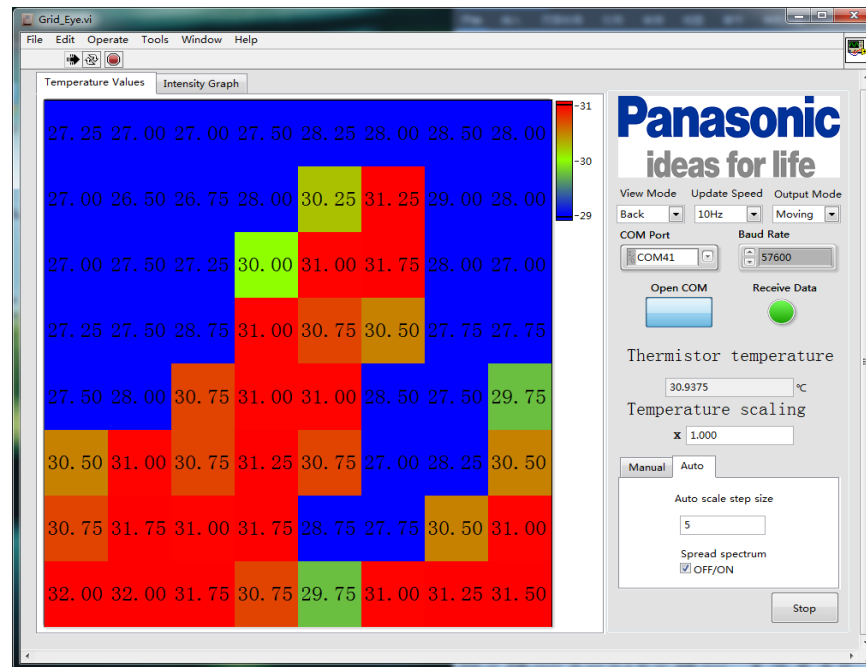 Grid_Eye.vi
File Edit Operate Tools Window Help
Temperature Values Intensity Graph
27.25 27.00 27.00 27.50 28.25 28.00 28.50 28.00
27.00 26.50 26.75 28.00 30.25 31.25 29.00 28.00
27.00 27.50 27.25 30.00 31.00 31.75 28.00 27.00
27.25 27.50 28.75 31.00 30.75 30.50 27.75 27.75
27.50 28.00 30.75 31.00 31.00 28.50 27.50 29.75
30.50 31.00 30.75 31.25 30.75 27.00 28.25 30.50
30.75 31.75 31.00 31.75 28.75 27.75 30.50 31.00
32.00 32.00 31.75 30.75 29.75 31.00 31.25 31.50
-31
-30
-29
Panasonic
ideas for life
View Mode Update Speed Output Mode
Back 10Hz Moving
COM Port Baud Rate
COM41 57600
Open COM Receive Data
Thermistor temperature
30.9375 ℃
Temperature scaling
x 1.000
Manual Auto
Auto scale step size
5
Spread spectrum
OFF/ON
Stop